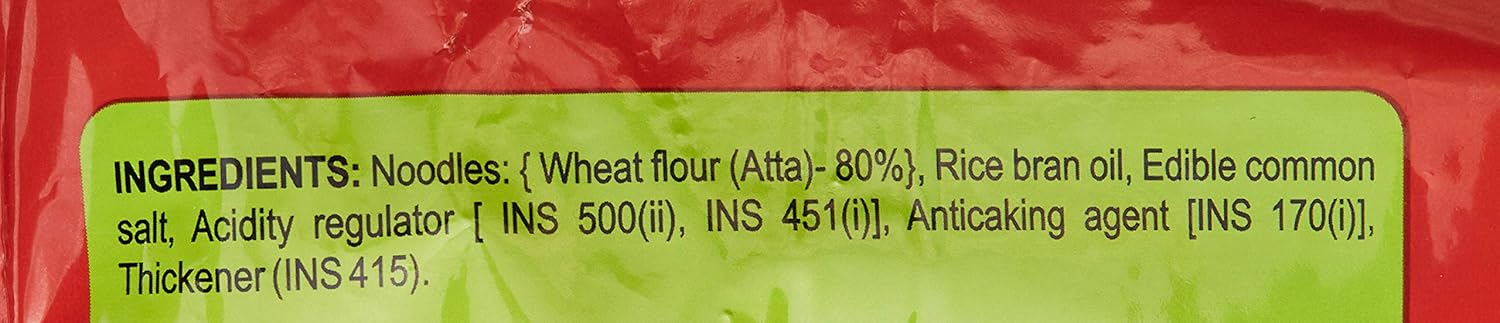 INGREDIENTS: Noodles: { Wheat flour (Atta)- 80%}, Rice bran oil, Edible common
salt, Acidity regulator [ INS 500(ii), INS 451(i)], Anticaking agent [INS 170(i)],
Thickener (INS 415).